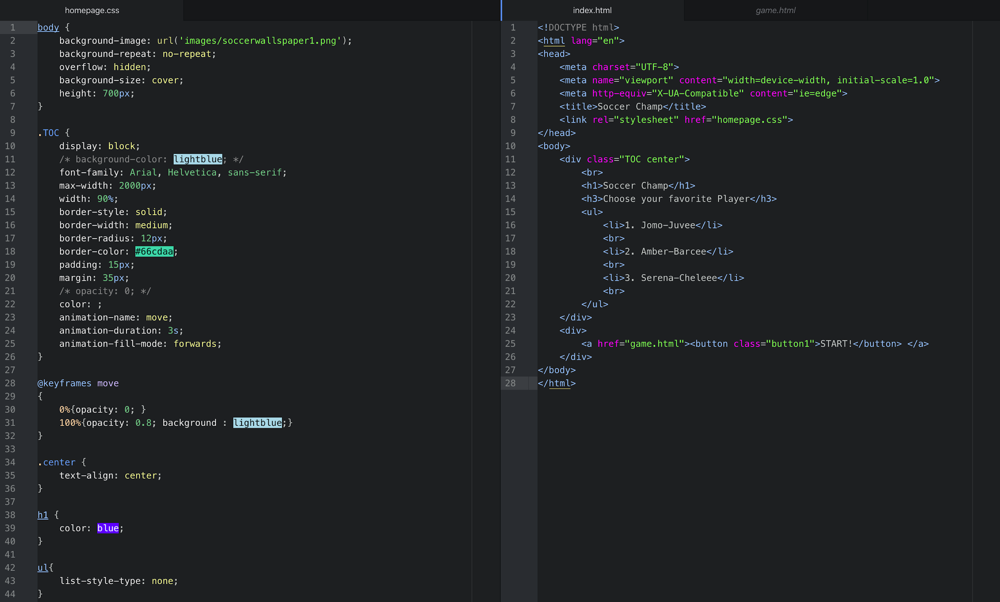 homepage.css
1 body {
2     background-image: url('images/soccerwallspaper1.png');
3     background-repeat: no-repeat;
4     overflow: hidden;
5     background-size: cover;
6     height: 700px;
7 }
8
9 .TOC {
10     display: block;
11     /* background-color: lightblue; */
12     font-family: Arial, Helvetica, sans-serif;
13     max-width: 2000px;
14     width: 90%;
15     border-style: solid;
16     border-width: medium;
17     border-radius: 12px;
18     border-color: #66cdaa;
19     padding: 15px;
20     margin: 35px;
21     /* opacity: 0; */
22     color: ;
23     animation-name: move;
24     animation-duration: 3s;
25     animation-fill-mode: forwards;
26 }
27
28 @keyframes move
29 {
30     0%{opacity: 0; }
31     100%{opacity: 0.8; background : lightblue;}
32 }
33
34 .center {
35     text-align: center;
36 }
37
38 h1 {
39     color: blue;
40 }
41
42 ul{
43     list-style-type: none;
44 }
index.html
game.html
1 <!DOCTYPE html>
2 <html lang="en">
3 <head>
4     <meta charset="UTF-8">
5     <meta name="viewport" content="width=device-width, initial-scale=1.0">
6     <meta http-equiv="X-UA-Compatible" content="ie=edge">
7     <title>Soccer Champ</title>
8     <link rel="stylesheet" href="homepage.css">
9 </head>
10 <body>
11     <div class="TOC center">
12         <br>
13         <h1>Soccer Champ</h1>
14         <h3>Choose your favorite Player</h3>
15         <ul>
16             <li>1. Jomo-Juvee</li>
17             <br>
18             <li>2. Amber-Barcee</li>
19             <br>
20             <li>3. Serena-Cheleee</li>
21             <br>
22         </ul>
23     </div>
24     <div>
25         <a href="game.html"><button class="button1">START!</button> </a>
26     </div>
27 </body>
28 </html>